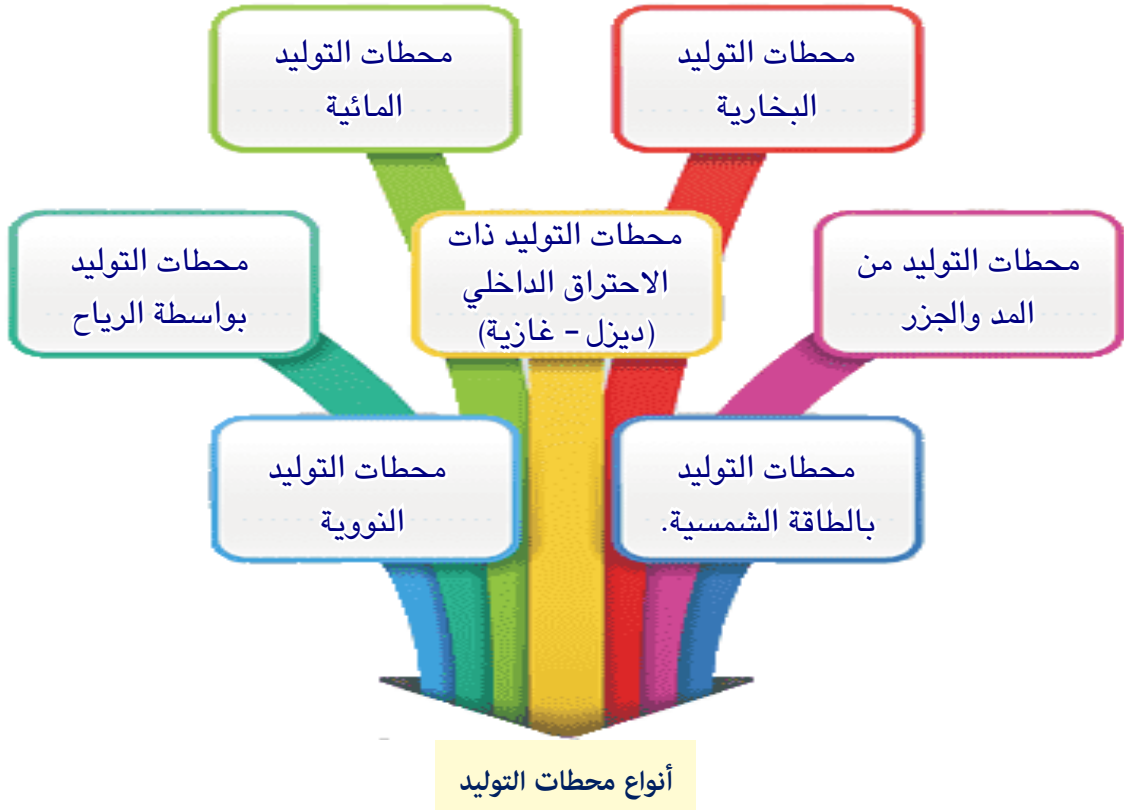 محطات التوليد
البخارية
محطات التوليد
المائية
محطات التوليد من
المد والجزر
محطات التوليد ذات
الاحتراق الداخلي
(ديزل - غازية)
محطات التوليد
بواسطة الرياح
محطات التوليد
بالطاقة الشمسية.
محطات التوليد
النووية
أنواع محطات التوليد